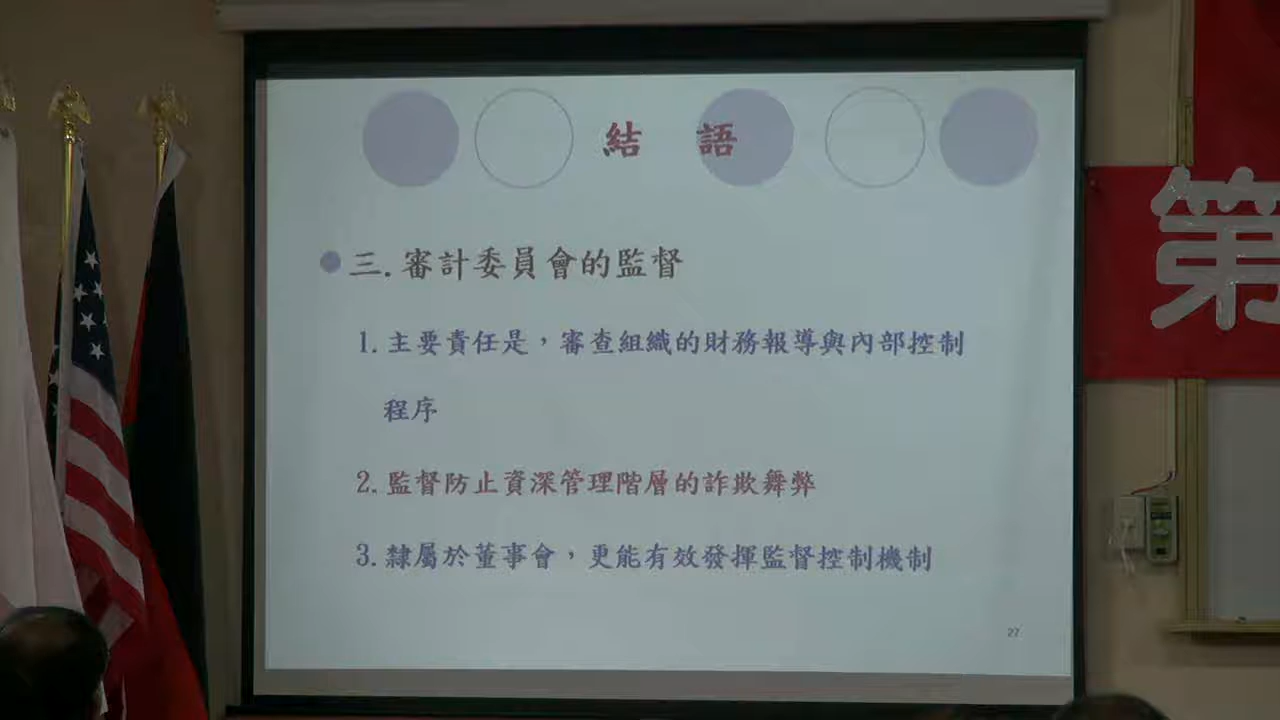 結 語
三.審計委員會的監督
1.主要責任是，審查組織的財務報導與內部控制
程序
2.監督防止資深管理階層的詐欺舞弊
3.隸屬於董事會，更能有效發揮監督控制機制
27
第